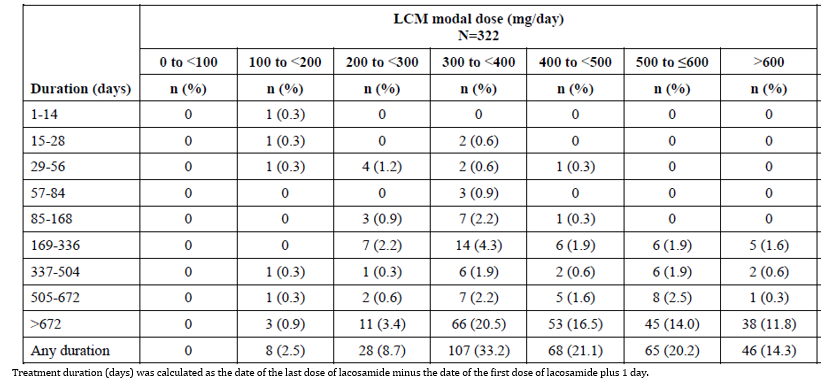 LCM modal dose (mg/day)
N=322
0 to <100 100 to <200 200 to <300 300 to <400 400 to <500 500 to ≤600 >600
Duration (days) n (%) n (%) n (%) n (%) n (%) n (%) n (%)
1-14 0 1 (0.3) 0 0 0 0 0
15-28 0 1 (0.3) 0 2 (0.6) 0 0 0
29-56 0 1 (0.3) 4 (1.2) 2 (0.6) 1 (0.3) 0 0
57-84 0 0 0 3 (0.9) 0 0 0
85-168 0 0 3 (0.9) 7 (2.2) 1 (0.3) 0 0
169-336 0 0 7 (2.2) 14 (4.3) 6 (1.9) 6 (1.9) 5 (1.6)
337-504 0 1 (0.3) 1 (0.3) 6 (1.9) 2 (0.6) 6 (1.9) 2 (0.6)
505-672 0 1 (0.3) 2 (0.6) 7 (2.2) 5 (1.6) 8 (2.5) 1 (0.3)
>672 0 3 (0.9) 11 (3.4) 66 (20.5) 53 (16.5) 45 (14.0) 38 (11.8)
Any duration 0 8 (2.5) 28 (8.7) 107 (33.2) 68 (21.1) 65 (20.2) 46 (14.3)
Treatment duration (days) was calculated as the date of the last dose of lacosamide minus the date of the first dose of lacosamide plus 1 day.